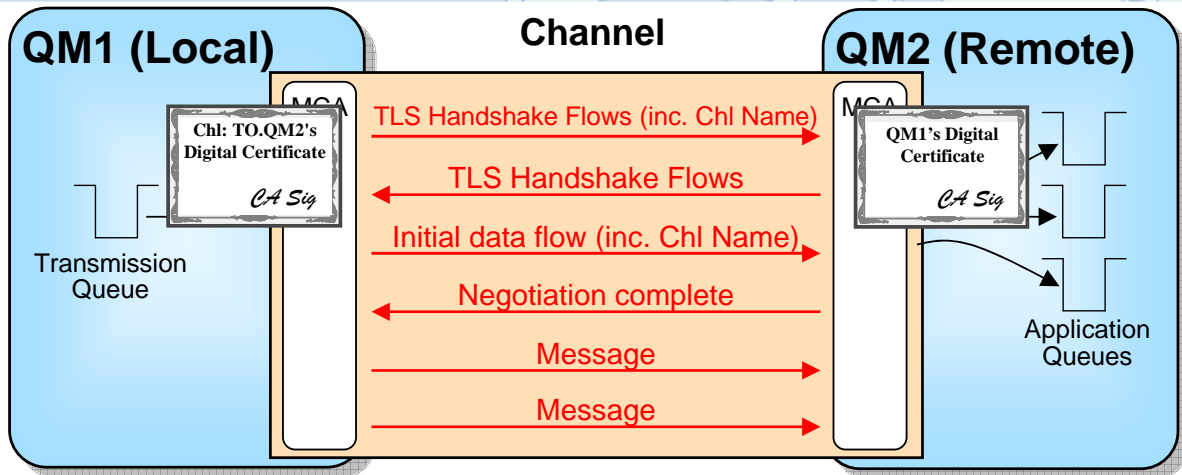 QM1 (Local)
Channel
QM2 (Remote)
MCA
MCA
Chl: TO.QM2's
Digital Certificate
CA Sig
QM1's Digital
Certificate
CA Sig
TLS Handshake Flows (inc. Chl Name)
TLS Handshake Flows
Initial data flow (inc. Chl Name)
Negotiation complete
Message
Message
Transmission
Queue
Application
Queues